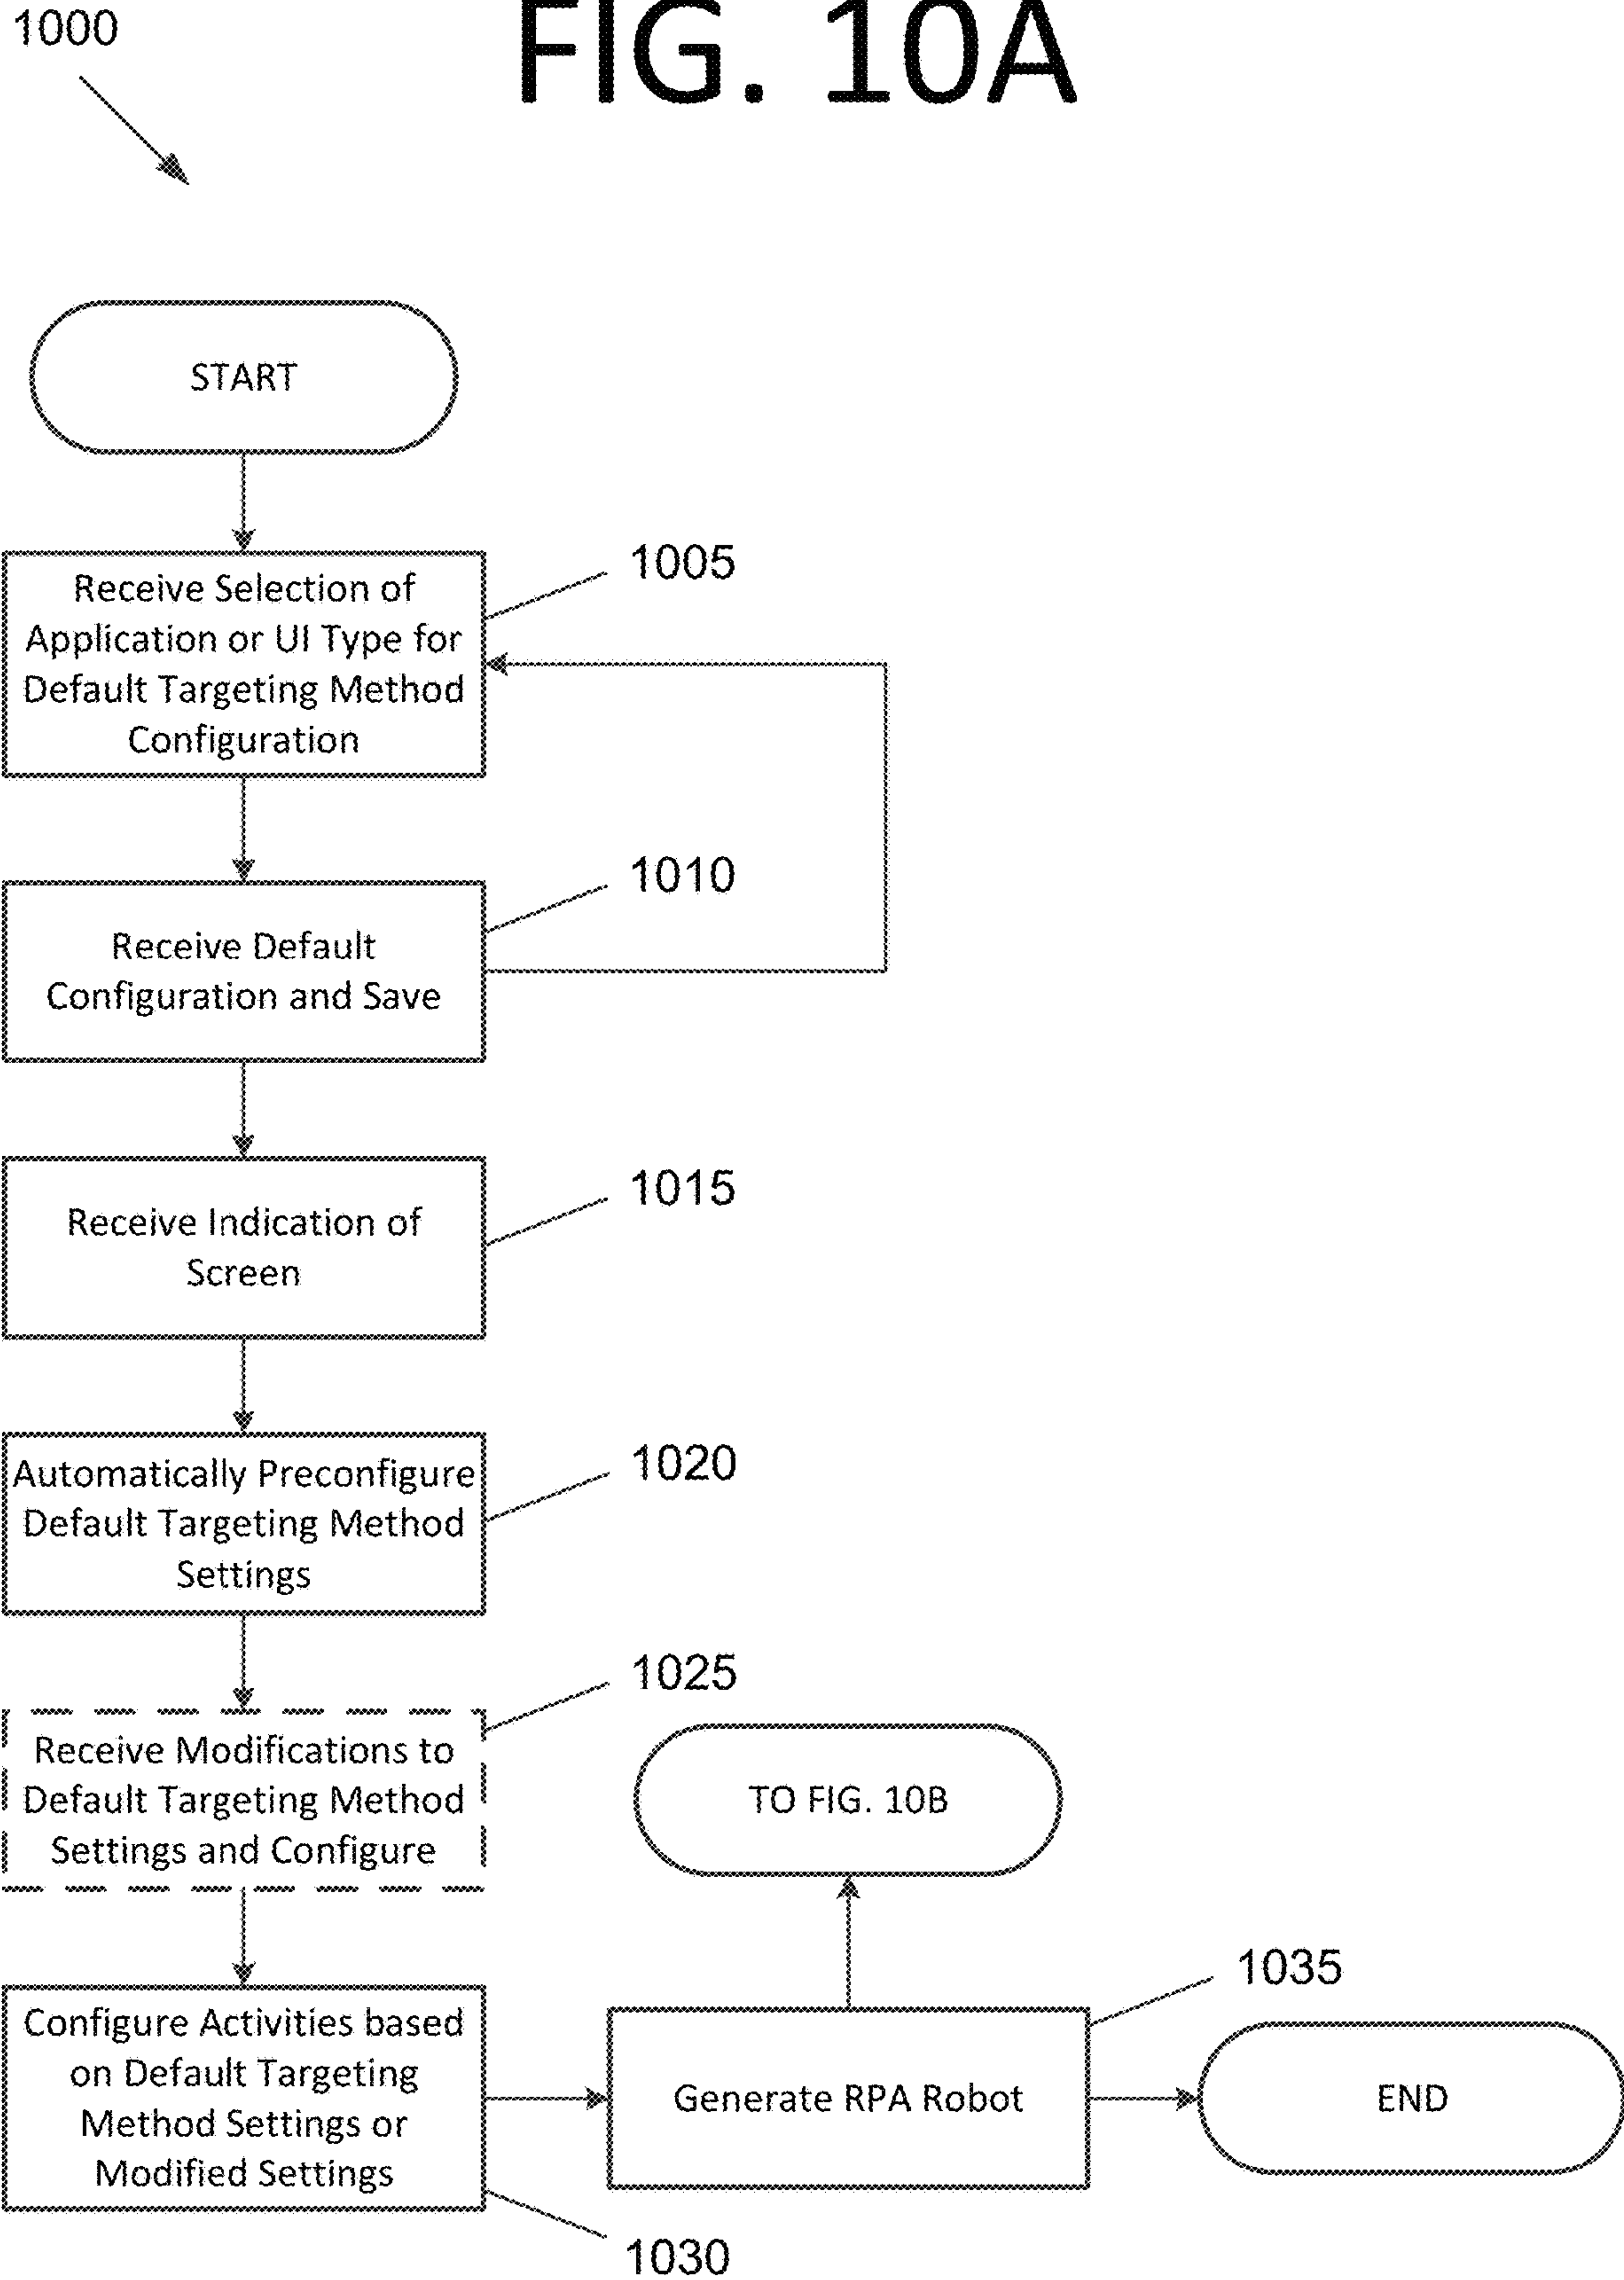 1000
FIG. 10A
START
Receive Selection of
Application or UI Type for
Default Targeting Method
Configuration
1005
Receive Default
Configuration and Save
1010
Receive Indication of
Screen
1015
Automatically Preconfigure
Default Targeting Method
Settings
1020
Receive Modifications to
Default Targeting Method
Settings and Configure
1025
TO FIG. 10B
Configure Activities based
on Default Targeting
Method Settings or
Modified Settings
1030
Generate RPA Robot
1035
END